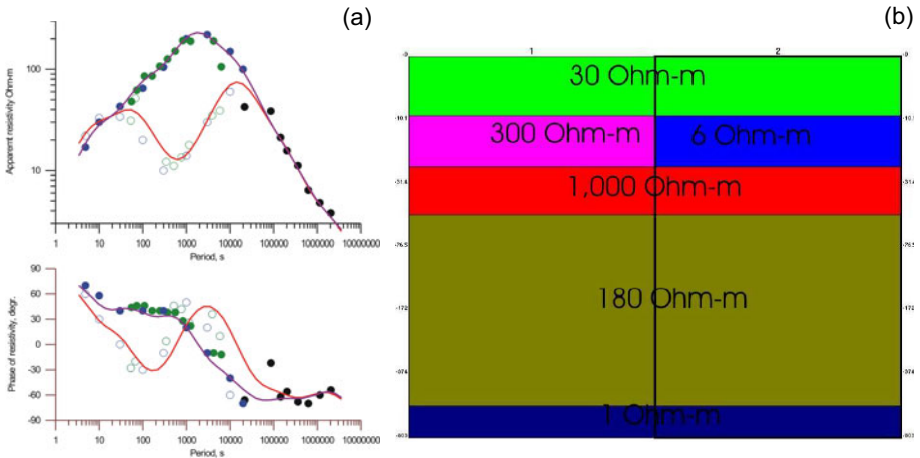 (a)
Apparent resistivity Ohm-m
100
10
1 10 100 1000 10000 100000 1000000 10000000
Period, s
Phase of resistivity, degr.
90
60
30
0
-30
-60
-90
1 10 100 1000 10000 100000 1000000 10000000
Period, s
(b)
1 2
30 Ohm-m
300 Ohm-m 6 Ohm-m
1,000 Ohm-m
180 Ohm-m
1 Ohm-m